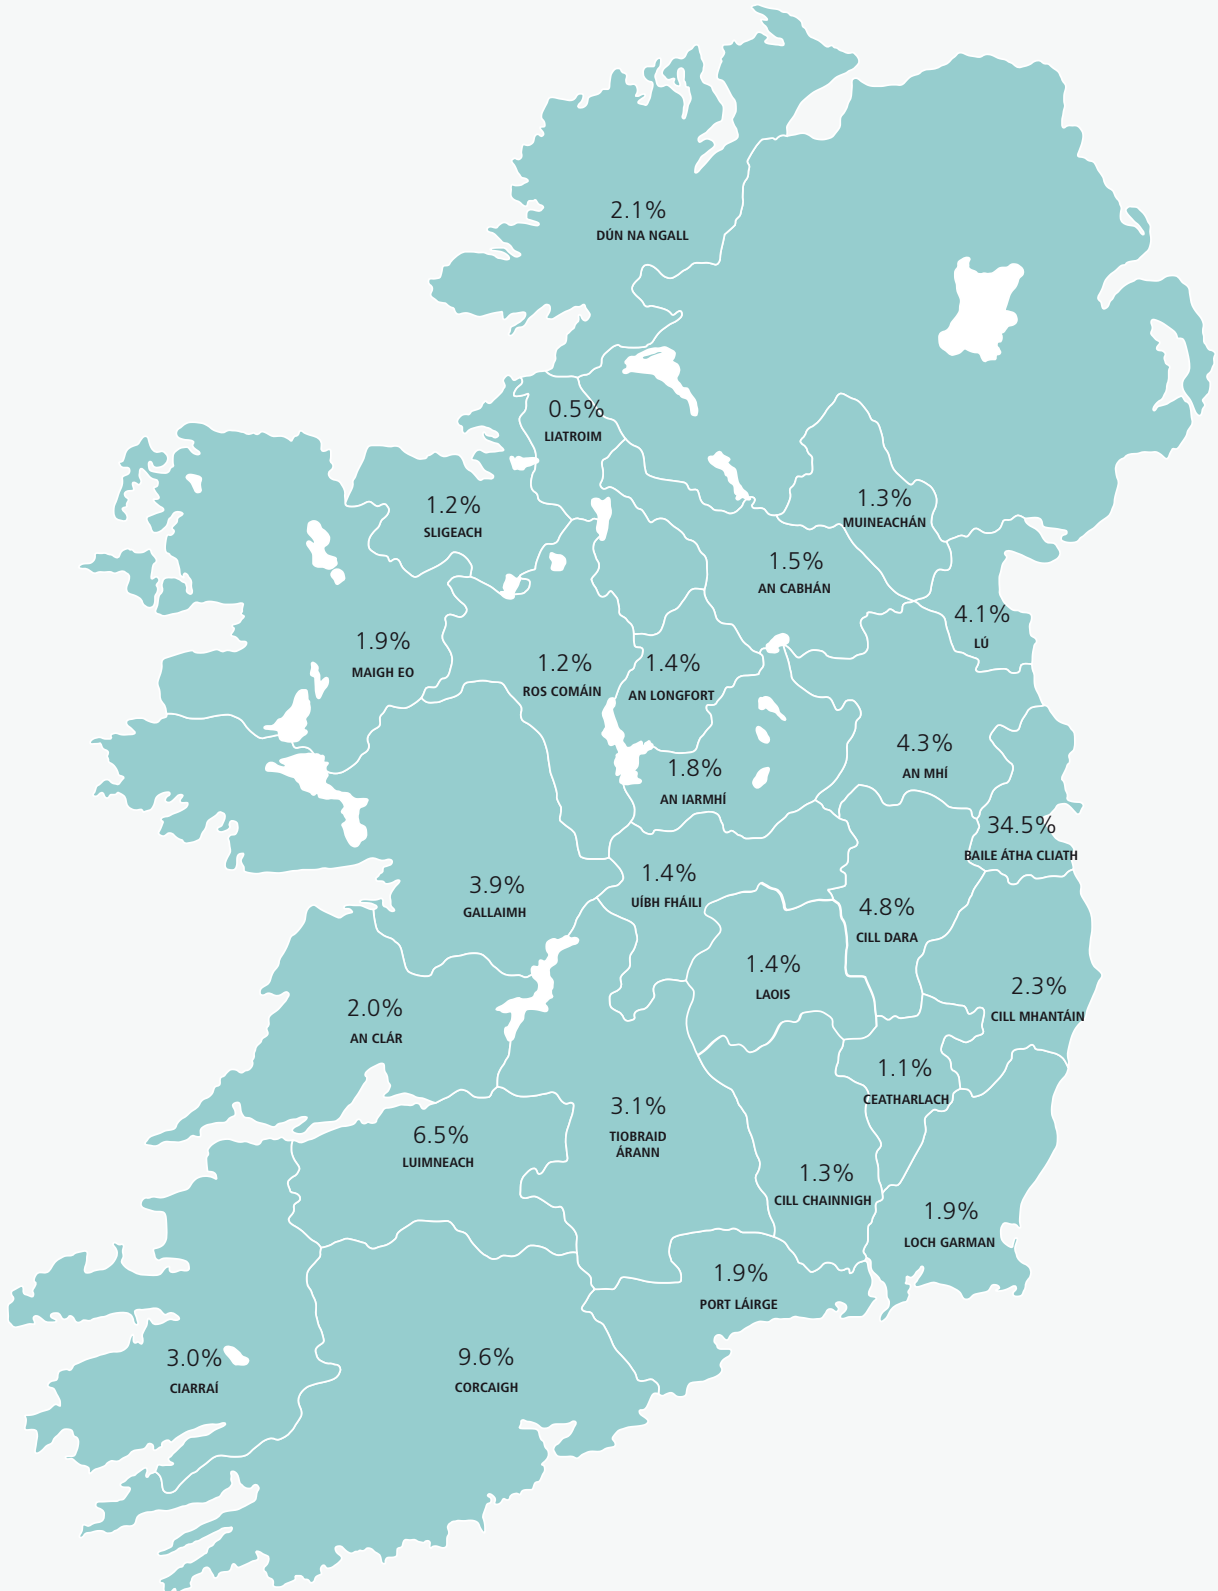 2.1%
DÚN NA NGALL
0.5%
LIATROIM
1.2%
SLIGEACH
1.3%
MUINEACHÁN
1.5%
AN CABHÁN
4.1%
LÚ
1.9%
MAIGH EO
1.2%
ROS COMÁIN
1.4%
AN LONGFORT
4.3%
AN MHÍ
1.8%
AN IARMHÍ
34.5%
BAILE ÁTHA CLIATH
3.9%
GALLAIMH
1.4%
UÍBH FHÁILI
4.8%
CILL DARA
1.4%
LAOIS
2.3%
CILL MHANTÁIN
2.0%
AN CLÁR
1.1%
CEATHARLACH
3.1%
TIOBRAID
ÁRANN
6.5%
LUIMNEACH
1.3%
CILL CHAINNIGH
1.9%
LOCH GARMAN
1.9%
PORT LÁIRGE
3.0%
CIARRAÍ
9.6%
CORCAIGH